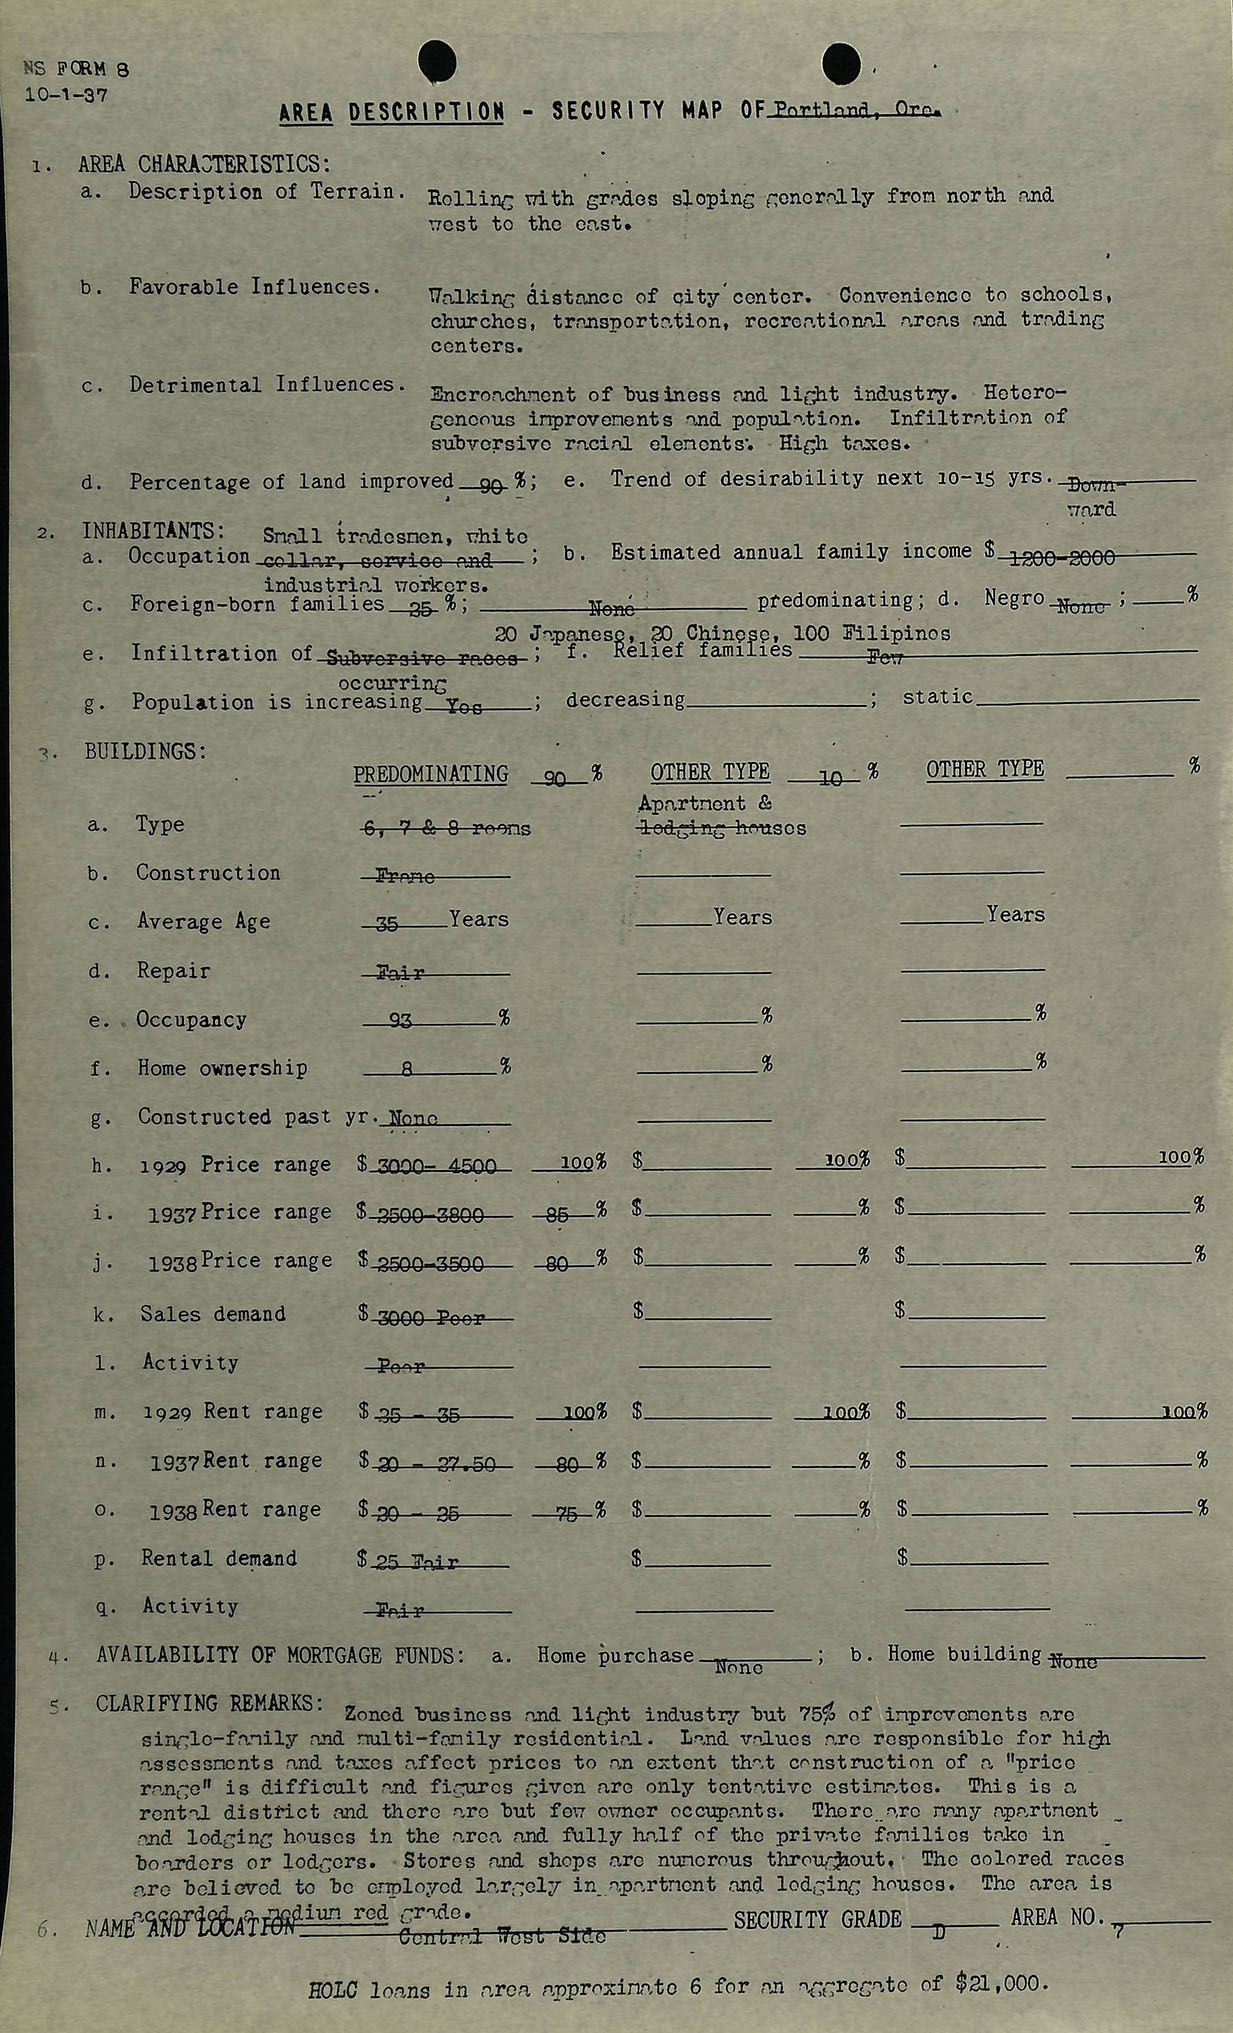 NS FORM 8
10-1-37
AREA DESCRIPTION - SECURITY MAP OF Portland, Ore.
1. AREA CHARACTERISTICS:
a. Description of Terrain. Rolling with grades sloping generally from north and
west to the east.
b. Favorable Influences. Walking distance of city center. Convenience to schools,
churches, transportation, recreational areas and trading
centers.
c. Detrimental Influences. Encroachment of business and light industry. Hetero-
geneous improvements and population. Infiltration of
subversive racial elements. High taxes.
d. Percentage of land improved 90 %; e. Trend of desirability next 10-15 yrs. Down-
ward
2. INHABITANTS: Small tradesmen, white
a. Occupation collar, service and ; b. Estimated annual family income $ 1200-2000
industrial workers.
c. Foreign-born families 25 %; None predominating; d. Negro None ; %
20 Japanese, 20 Chinese, 100 Filipinos
e. Infiltration of Subversive races ; f. Relief families Few
occurring
g. Population is increasing Yes ; decreasing ; static
3. BUILDINGS:
PREDOMINATING 90 % OTHER TYPE 10 % OTHER TYPE %
Apartment &
a. Type 6, 7 & 8 rooms lodging houses
b. Construction Frame
c. Average Age 35 Years Years Years
d. Repair Fair
e. Occupancy 93 % % %
f. Home ownership 8 % % %
g. Constructed past yr. None
h. 1929 Price range $ 3000- 4500 100% $ 100% $ 100%
i. 1937 Price range $ 2500-3800 85 % $ % $ %
j. 1938 Price range $ 2500-3500 80 % $ % $ %
k. Sales demand $ 3000 Poor $ $
l. Activity Poor
m. 1929 Rent range $ 25 - 35 100% $ 100% $ 100%
n. 1937 Rent range $ 20 - 27.50 80 % $ % $ %
o. 1938 Rent range $ 20 - 25 75 % $ % $ %
p. Rental demand $ 25 Fair $ $
q. Activity Fair
4. AVAILABILITY OF MORTGAGE FUNDS: a. Home purchase None ; b. Home building None
5. CLARIFYING REMARKS: Zoned business and light industry but 75% of improvements are
single-family and multi-family residential. Land values are responsible for high
assessments and taxes affect prices to an extent that construction of a "price
range" is difficult and figures given are only tentative estimates. This is a
rental district and there are but few owner occupants. There are many apartment
and lodging houses in the area and fully half of the private families take in
boarders or lodgers. Stores and shops are numerous throughout. The colored races
are believed to be employed largely in apartment and lodging houses. The area is
accorded a medium red grade.
6. NAME AND LOCATION Central West Side SECURITY GRADE D AREA NO. 7
HOLC loans in area approximate 6 for an aggregate of $21,000.